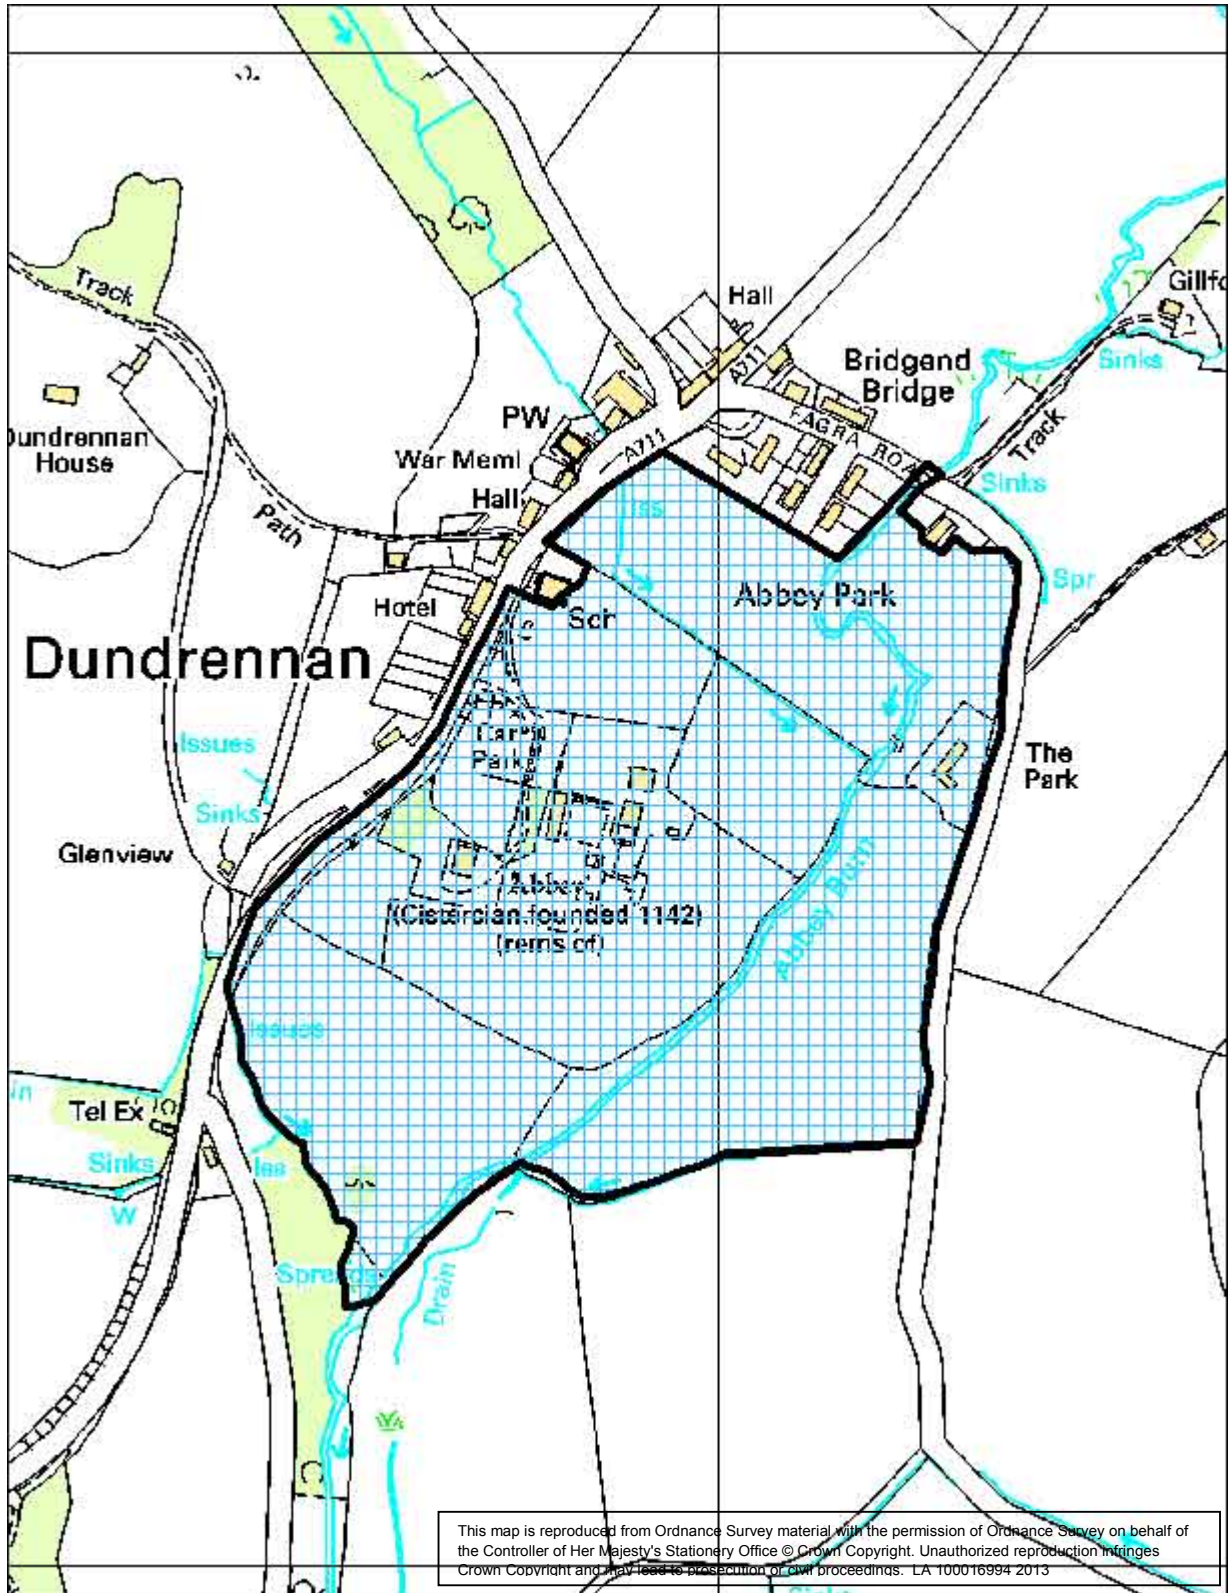 Track
Gillfo
Hall
Sinks
Bridgend
Bridge
A711
PW
FAGRA ROA
Dundrennan
House
A711
Track
War Meml
Sinks
Hall
Iss
Path
Spr
Abbey Park
Hotel
Sch
Dundrennan
Issues
Car
Park
The
Park
Sinks
Glenview
Abbey
(Cistercian founded 1142)
(rems of)
Abbey Burn
Issues
in
Tel Ex
Sinks
Iss
W
Spreads
Drain
This map is reproduced from Ordnance Survey material with the permission of Ordnance Survey on behalf of
the Controller of Her Majesty's Stationery Office © Crown Copyright. Unauthorized reproduction infringes
Crown Copyright and may lead to prosecution or civil proceedings. LA 100016994 2013
Sinks